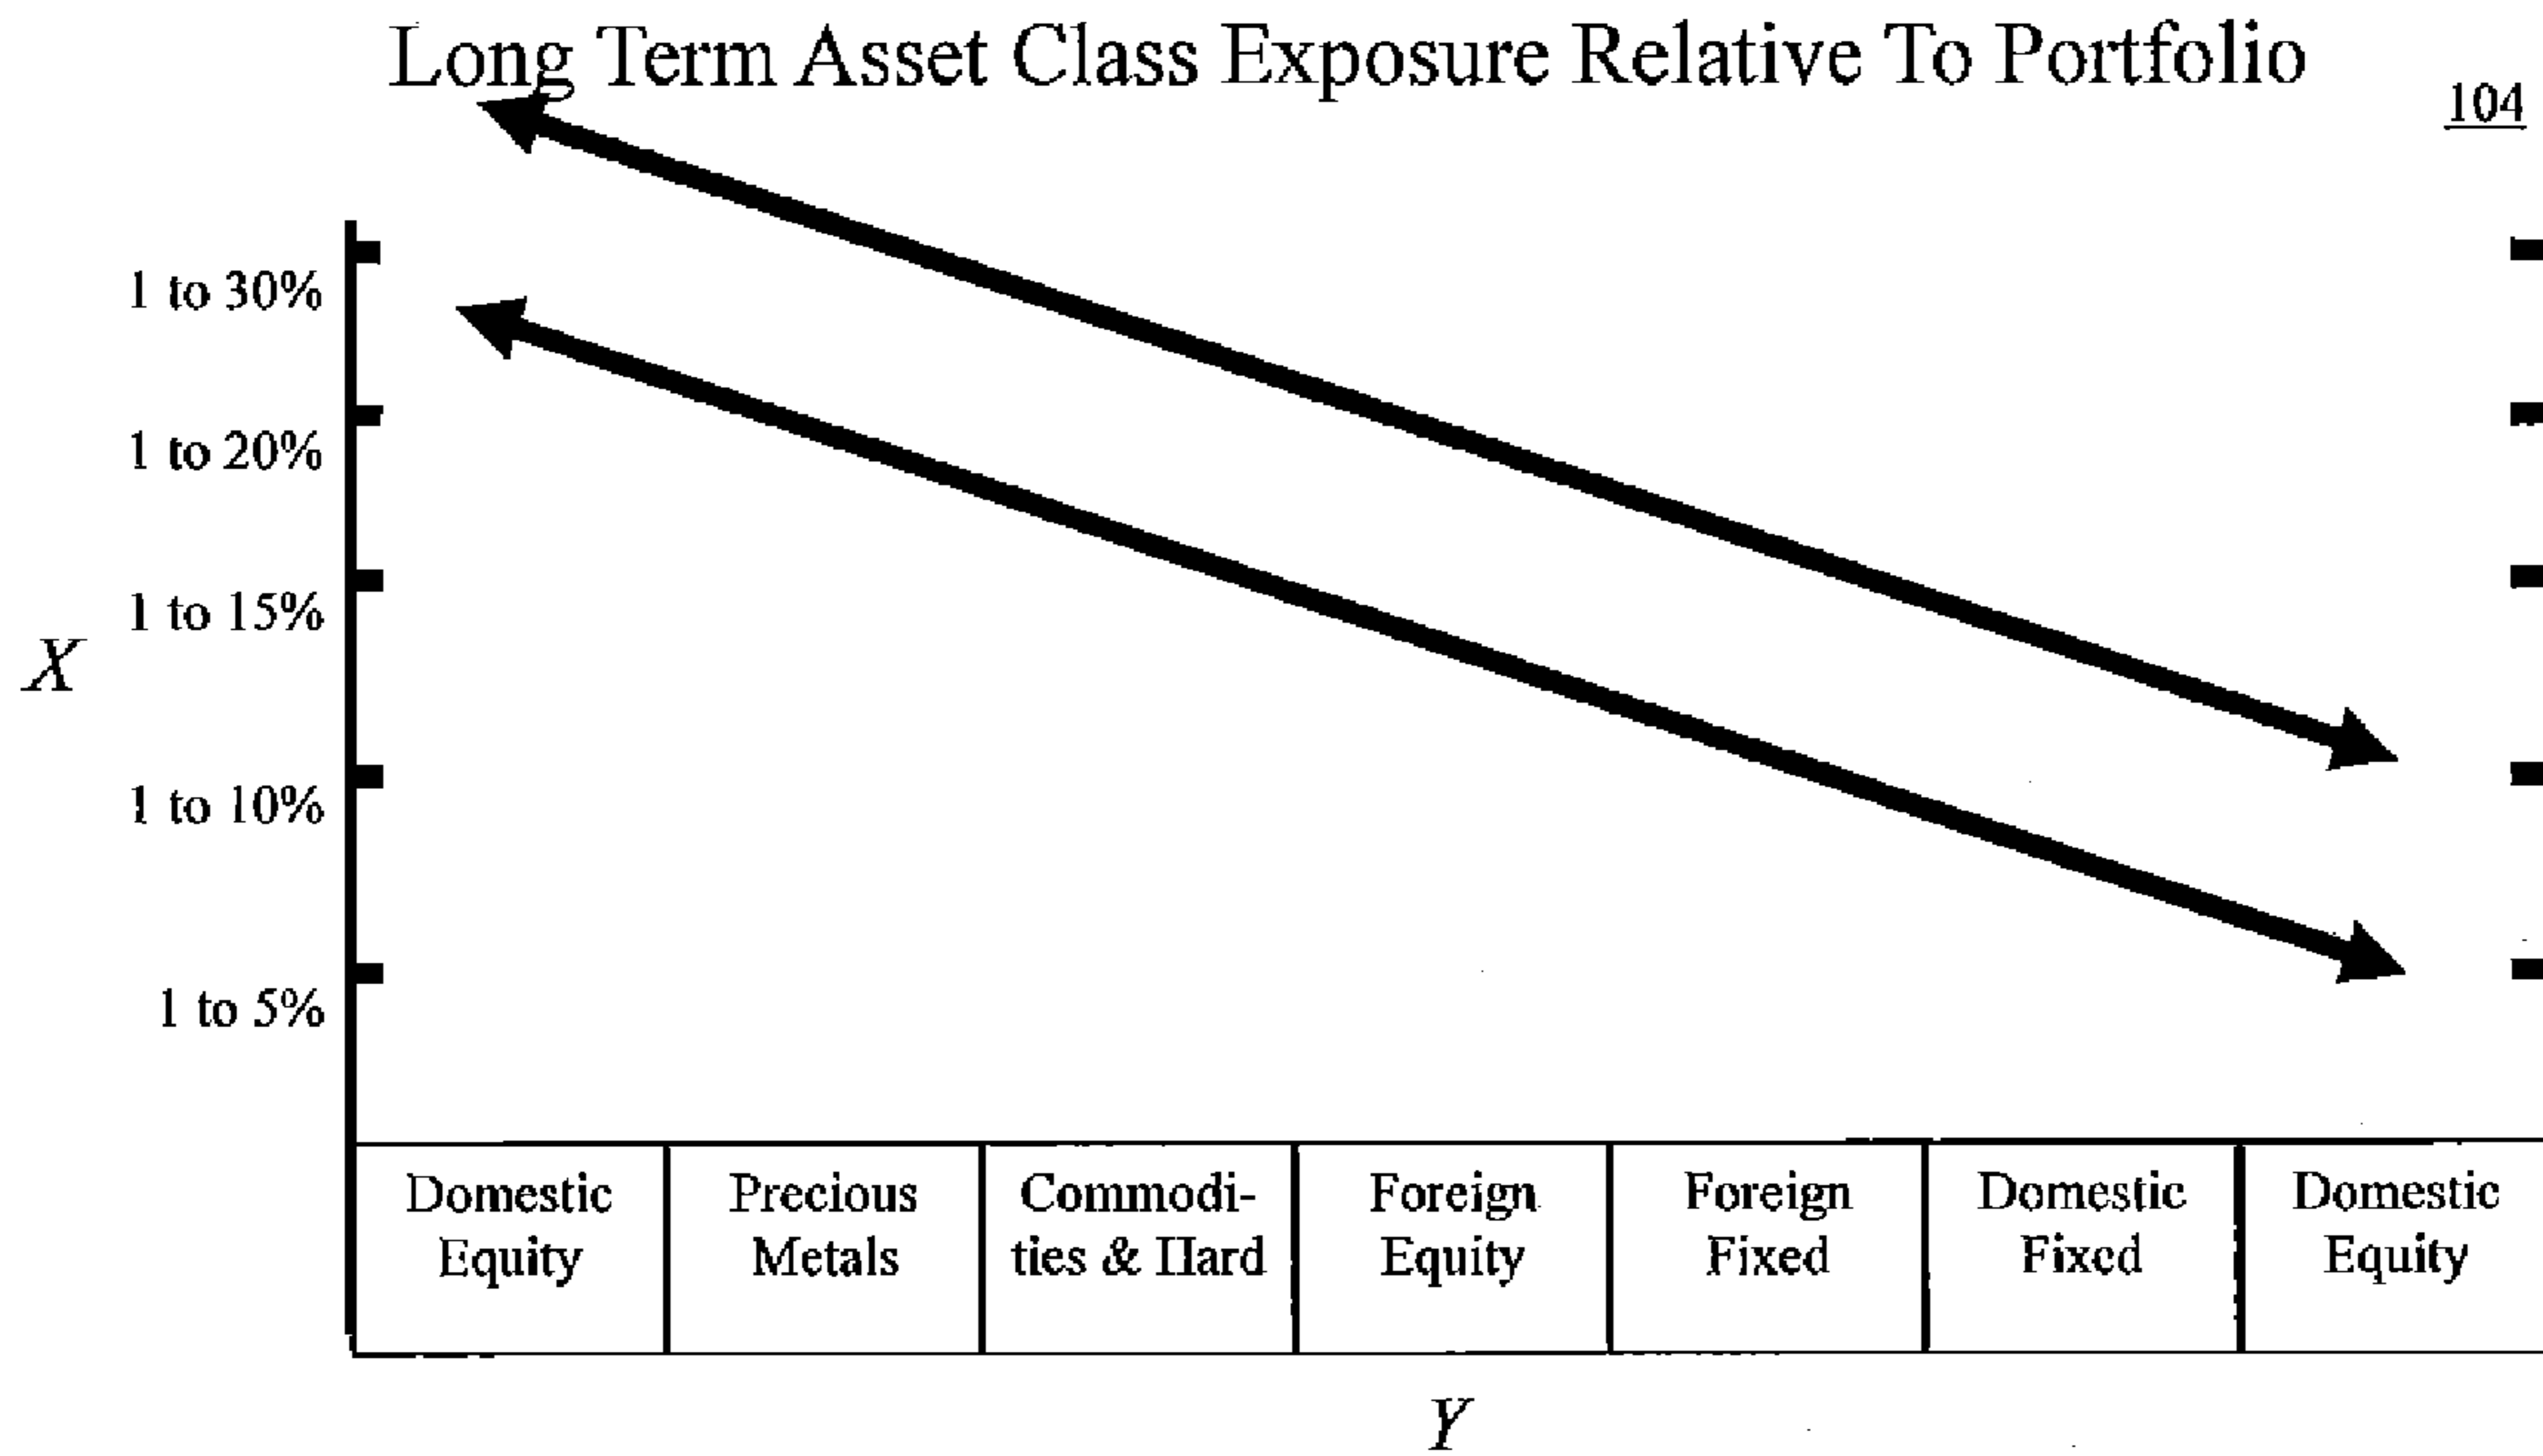 Long Term Asset Class Exposure Relative To Portfolio
104
1 to 30%
1 to 20%
1 to 15%
X
1 to 10%
1 to 5%
Domestic Equity
Precious Metals
Commodi-ties & Hard
Foreign Equity
Foreign Fixed
Domestic Fixed
Domestic Equity
Y